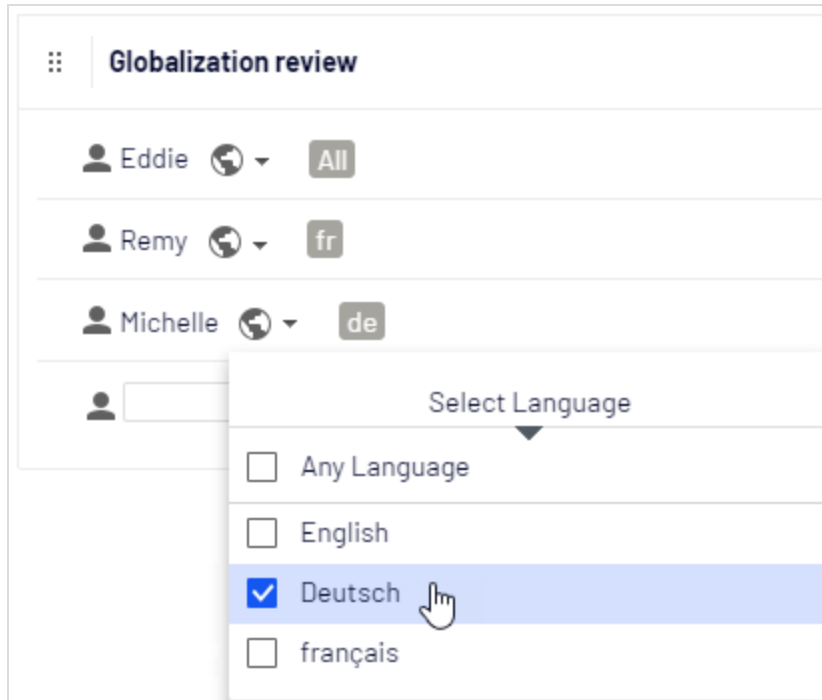 Globalization review
Eddie All
Remy fr
Michelle de
Select Language
Any Language
English
Deutsch
français